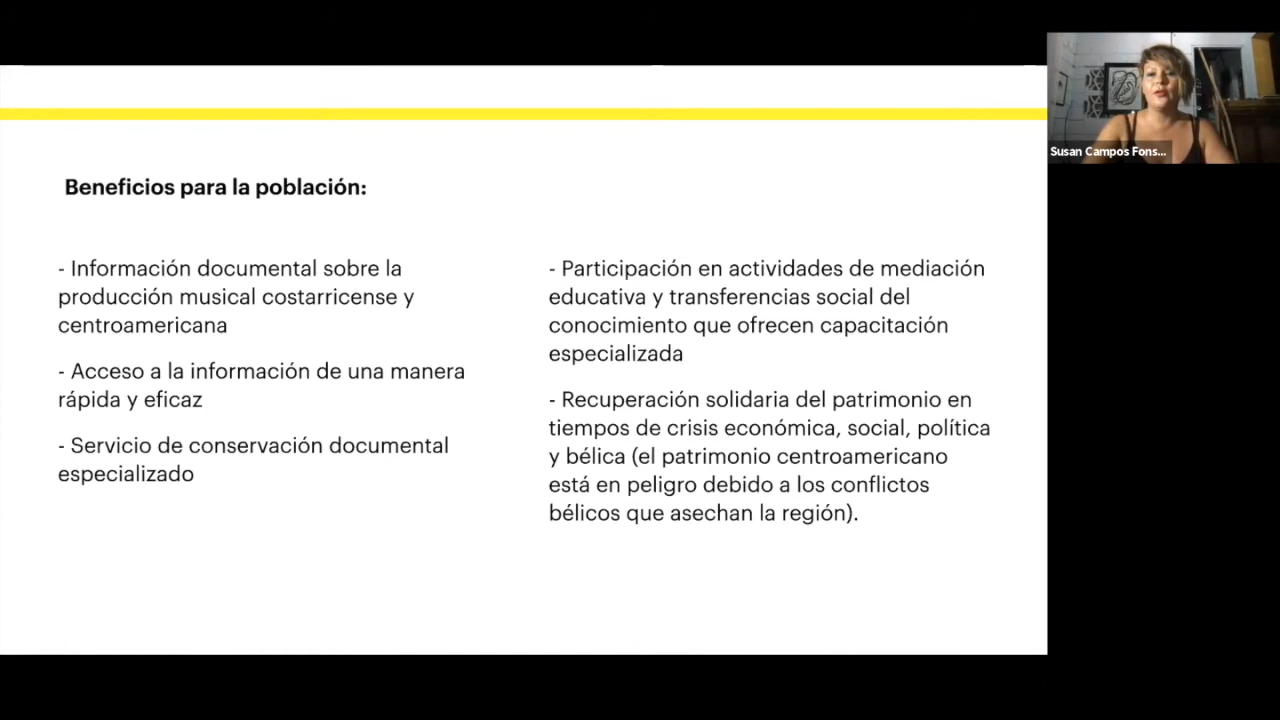 Beneficios para la población:
- Información documental sobre la
producción musical costarricense y
centroamericana
- Acceso a la información de una manera
rápida y eficaz
- Servicio de conservación documental
especializado
- Participación en actividades de mediación
educativa y transferencias social del
conocimiento que ofrecen capacitación
especializada
- Recuperación solidaria del patrimonio en
tiempos de crisis económica, social, política
y bélica (el patrimonio centroamericano
está en peligro debido a los conflictos
bélicos que asechan la región).
Susan Campos Fons...